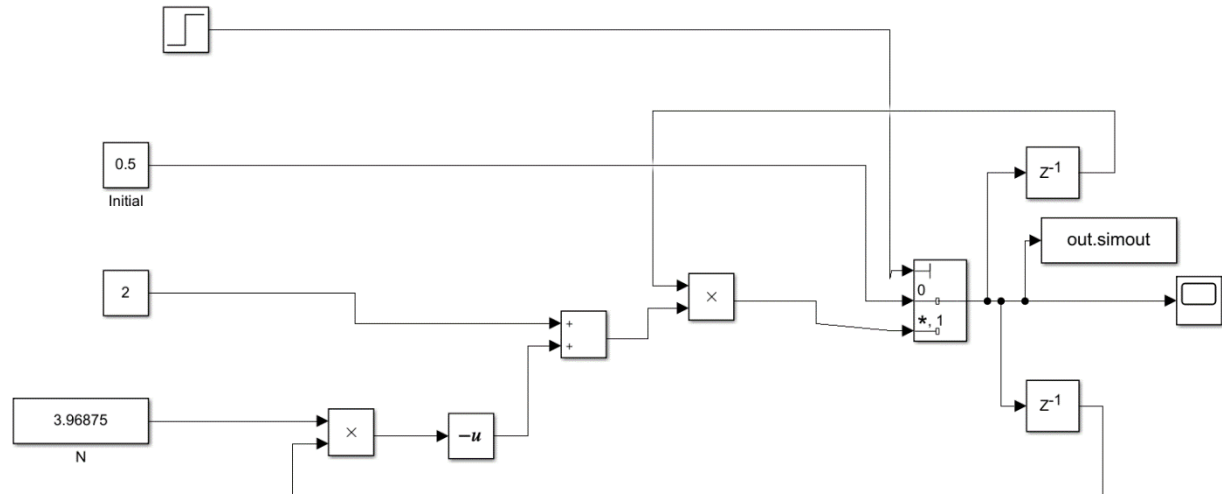 0.5
Initial
Z⁻¹
out.simout
2
×
0
*, 1
+
+
3.96875
N
×
−u
Z⁻¹